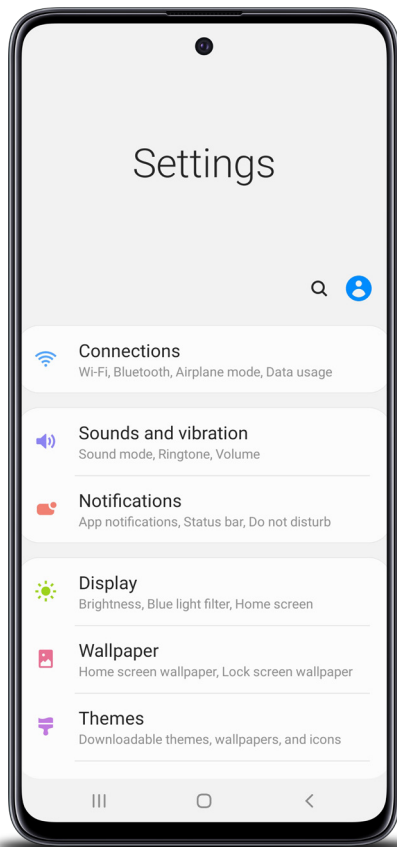 Settings
Connections
Wi-Fi, Bluetooth, Airplane mode, Data usage
Sounds and vibration
Sound mode, Ringtone, Volume
Notifications
App notifications, Status bar, Do not disturb
Display
Brightness, Blue light filter, Home screen
Wallpaper
Home screen wallpaper, Lock screen wallpaper
Themes
Downloadable themes, wallpapers, and icons